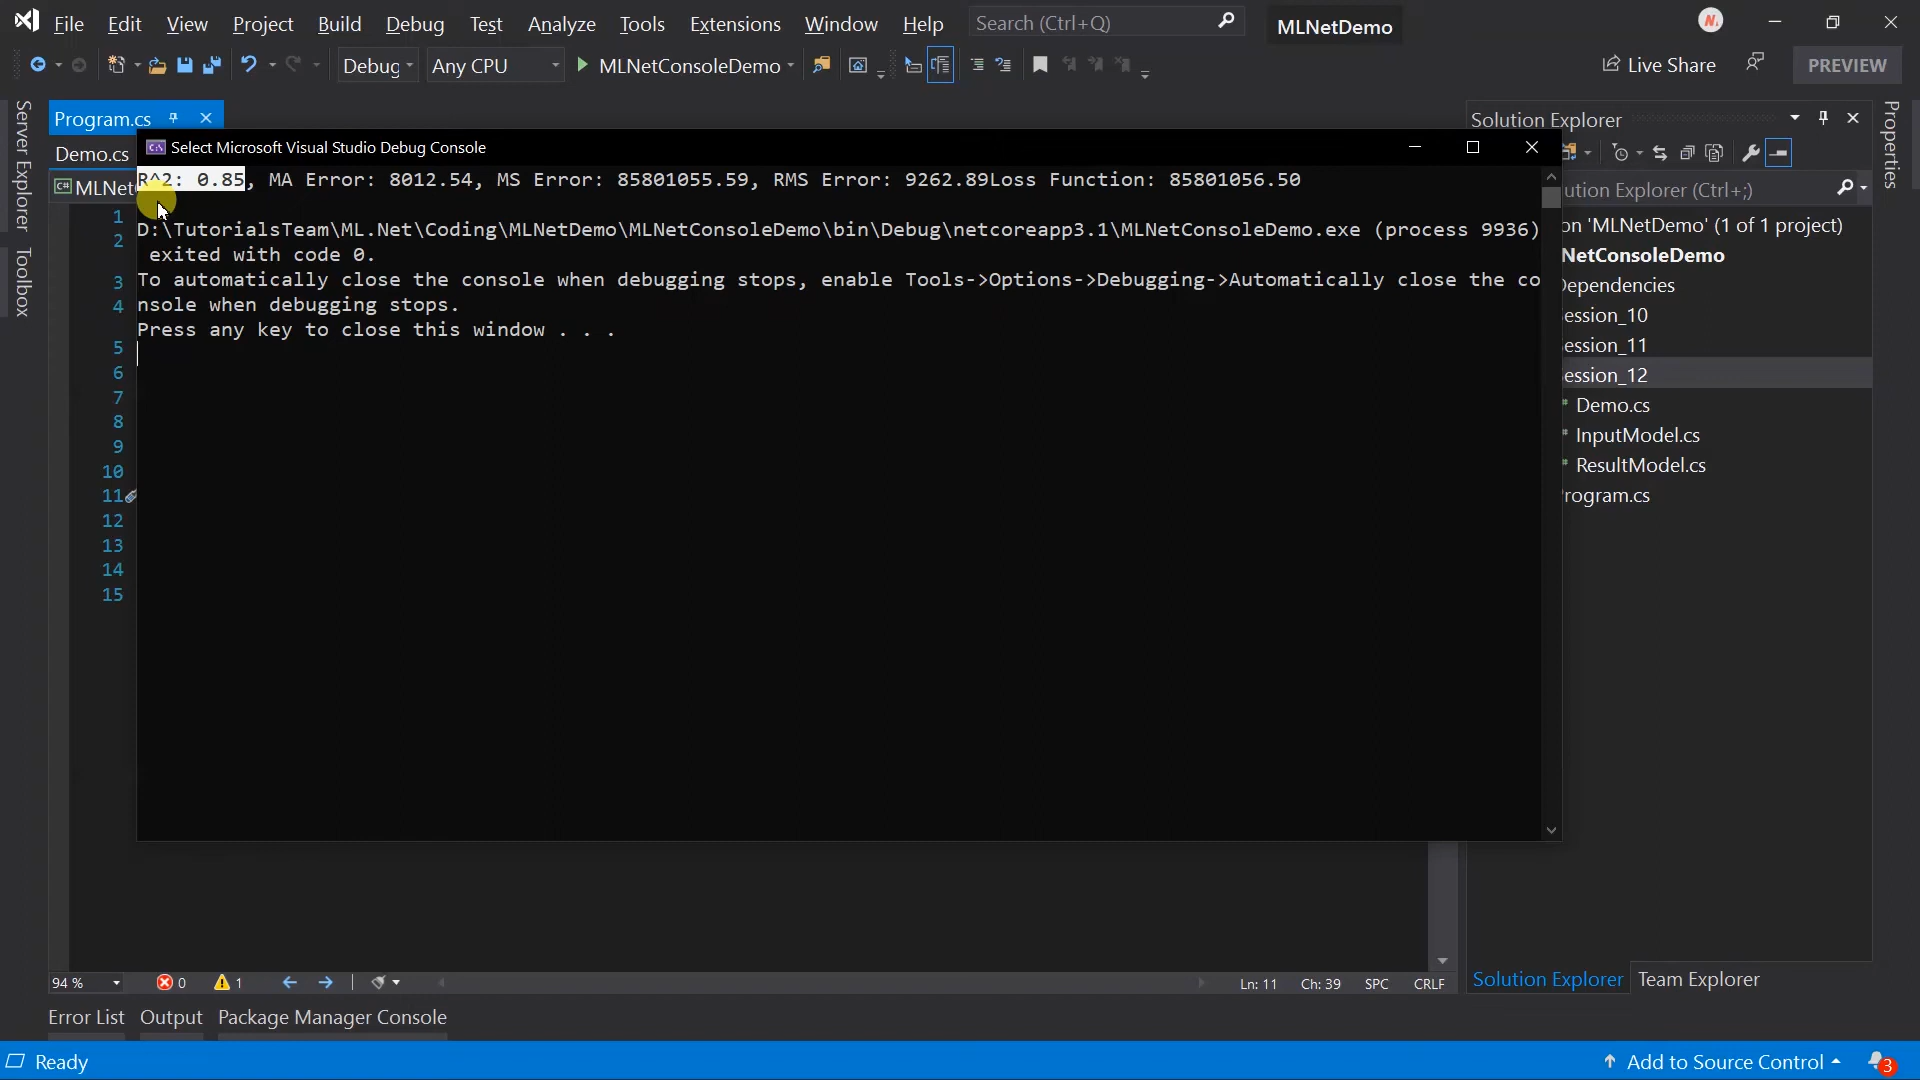 File Edit View Project Build Debug Test Analyze Tools Extensions Window Help Search (Ctrl+Q) MLNetDemo
Debug Any CPU MLNetConsoleDemo Live Share PREVIEW
Server Explorer
Toolbox
Program.cs
Demo.cs
MLNet
Select Microsoft Visual Studio Debug Console
R^2: 0.85, MA Error: 8012.54, MS Error: 85801055.59, RMS Error: 9262.89Loss Function: 85801056.50
D:\TutorialsTeam\ML.Net\Coding\MLNetDemo\MLNetConsoleDemo\bin\Debug\netcoreapp3.1\MLNetConsoleDemo.exe (process 9936)
exited with code 0.
To automatically close the console when debugging stops, enable Tools->Options->Debugging->Automatically close the co
nsole when debugging stops.
Press any key to close this window . . .
1
2
3
4
5
6
7
8
9
10
11
12
13
14
15
Solution Explorer
ution Explorer (Ctrl+;)
on 'MLNetDemo' (1 of 1 project)
NetConsoleDemo
Dependencies
ession_10
ession_11
ession_12
Demo.cs
InputModel.cs
ResultModel.cs
rogram.cs
Properties
94 % 0 1 Ln: 11 Ch: 39 SPC CRLF
Solution Explorer Team Explorer
Error List Output Package Manager Console
Ready Add to Source Control 3